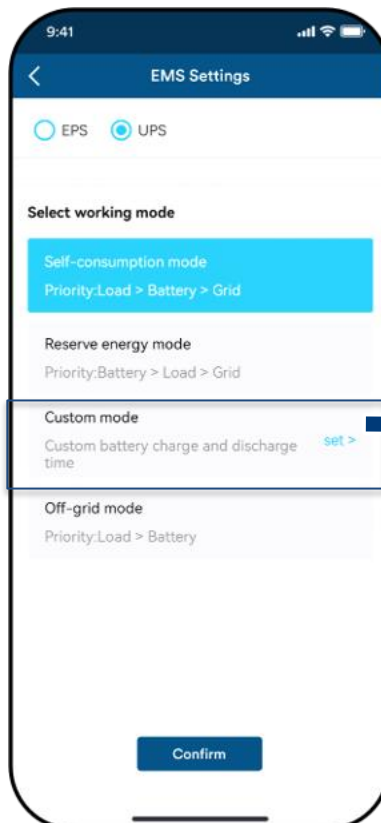 9:41
EMS Settings
EPS UPS
Select working mode
Self-consumption mode
Priority:Load > Battery > Grid
Reserve energy mode
Priority:Battery > Load > Grid
Custom mode
Custom battery charge and discharge set >
time
Off-grid mode
Priority:Load > Battery
Confirm